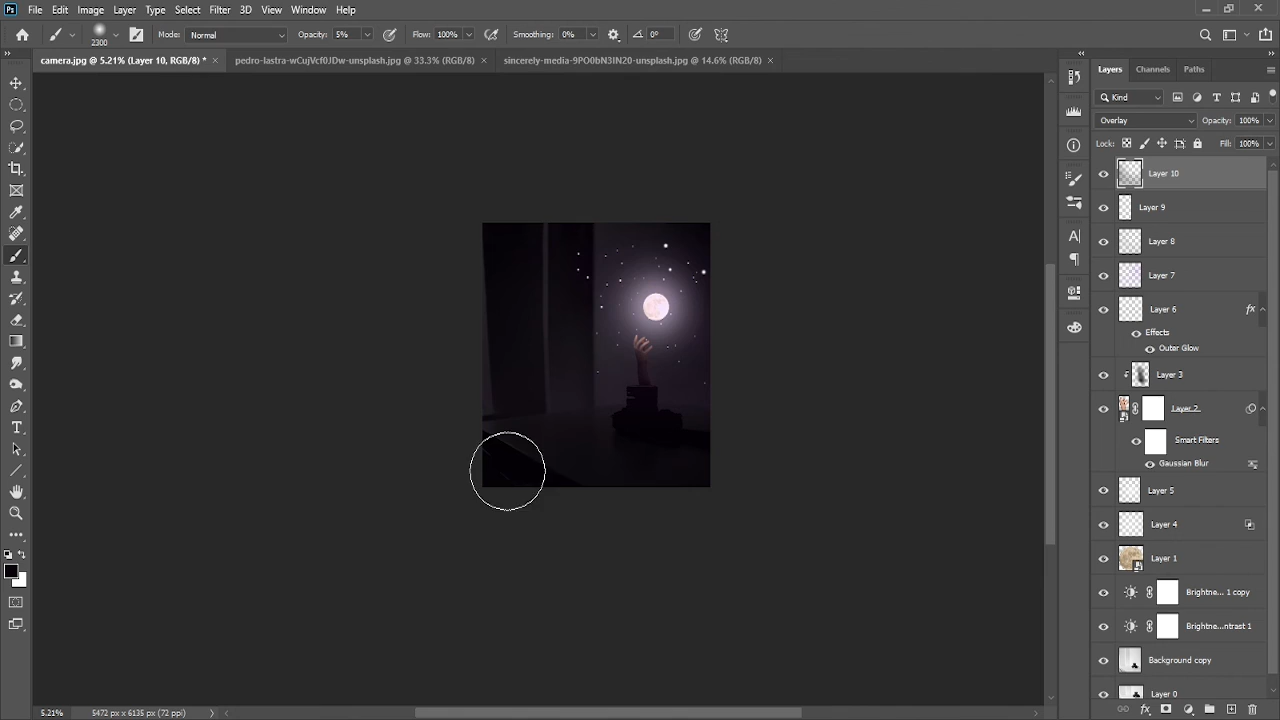 Ps File Edit Image Layer Type Select Filter 3D View Window Help
2300 Mode: Normal Opacity: 5% Flow: 100% Smoothing: 0% 0°
camera.jpg @ 5.21% (Layer 10, RGB/8) * × pedro-lastra-wCujVcf0JDw-unsplash.jpg @ 33.3% (RGB/8) × sincerely-media-9PO0bN3IN20-unsplash.jpg @ 14.6% (RGB/8) ×
Layers Channels Paths
Kind
Overlay Opacity: 100%
Lock: Fill: 100%
Layer 10
Layer 9
Layer 8
Layer 7
Layer 6 fx
Effects
Outer Glow
Layer 3
Layer 2
Smart Filters
Gaussian Blur
Layer 5
Layer 4
Layer 1
Brightne... 1 copy
Brightne...ntrast 1
Background copy
Layer 0
5.21% 5472 px x 6135 px (72 ppi)